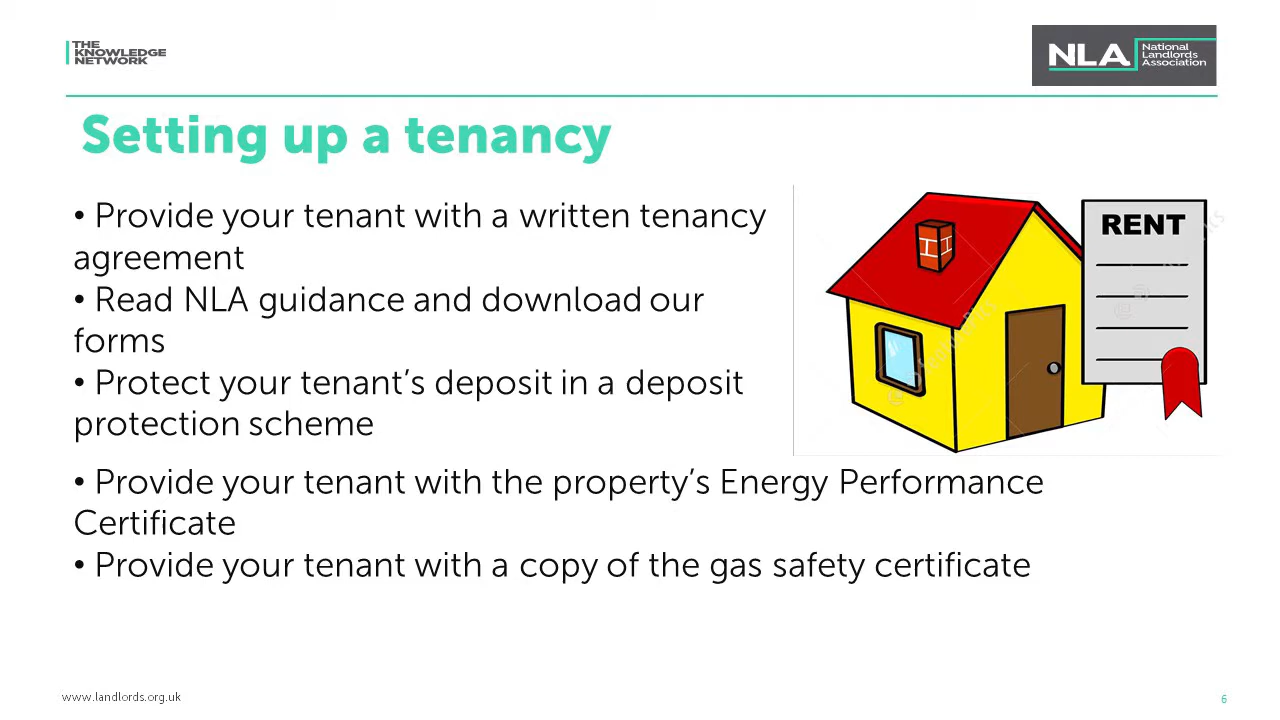 THE
KNOWLEDGE
NETWORK
NLA
National
Landlords
Association
Setting up a tenancy
• Provide your tenant with a written tenancy
agreement
• Read NLA guidance and download our
forms
• Protect your tenant’s deposit in a deposit
protection scheme
RENT
• Provide your tenant with the property’s Energy Performance
Certificate
• Provide your tenant with a copy of the gas safety certificate
www.landlords.org.uk
6